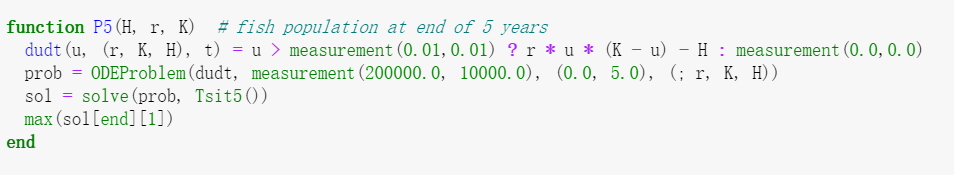 function P5(H, r, K)  # fish population at end of 5 years
  dudt(u, (r, K, H), t) = u > measurement(0.01,0.01) ? r * u * (K - u) - H : measurement(0.0,0.0)
  prob = ODEProblem(dudt, measurement(200000.0, 10000.0), (0.0, 5.0), (; r, K, H))
  sol = solve(prob, Tsit5())
  max(sol[end][1])
end